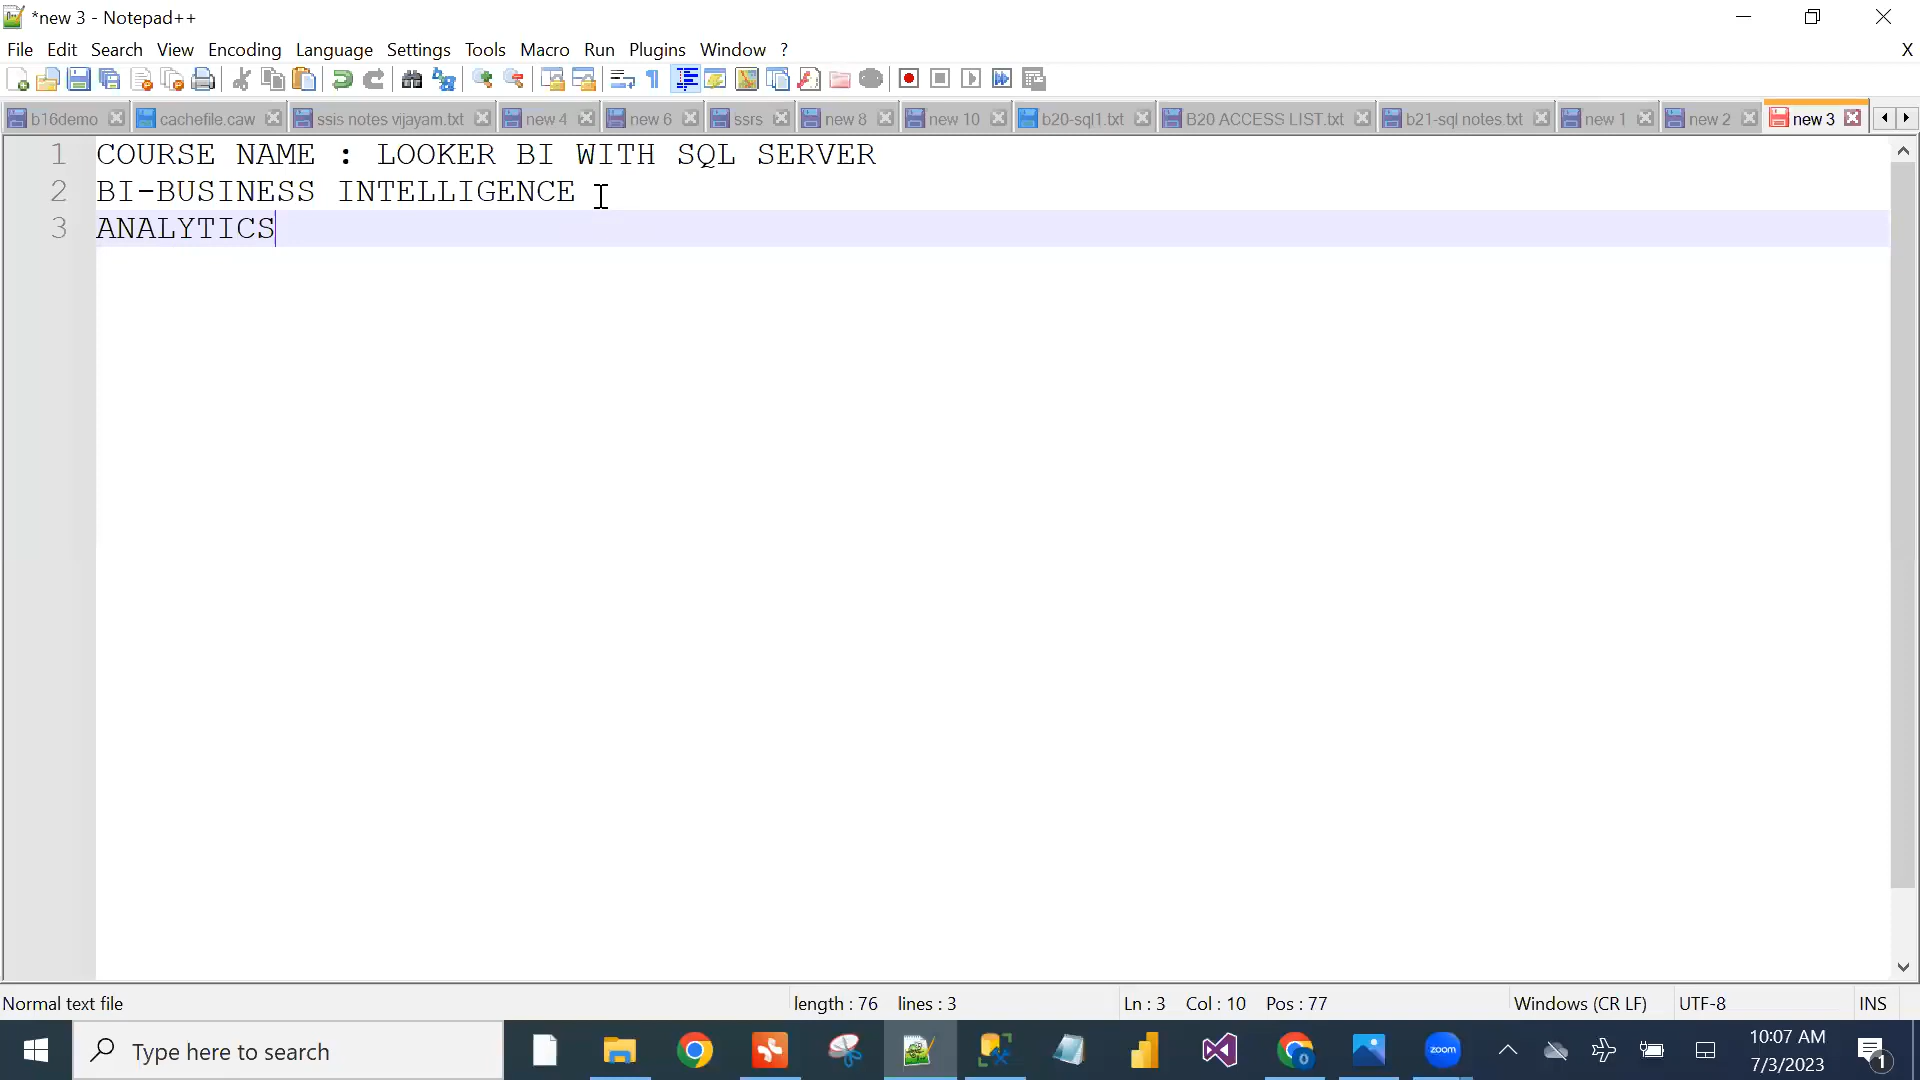 *new 3 - Notepad++
File Edit Search View Encoding Language Settings Tools Macro Run Plugins Window ? X
b16demo cachefile.caw ssis notes vijayam.txt new 4 new 6 ssrs new 8 new 10 b20-sql1.txt B20 ACCESS LIST.txt b21-sql notes.txt new 1 new 2 new 3
1 COURSE NAME : LOOKER BI WITH SQL SERVER
2 BI-BUSINESS INTELLIGENCE
3 ANALYTICS
Normal text file length : 76 lines : 3 Ln : 3 Col : 10 Pos : 77 Windows (CR LF) UTF-8 INS
Type here to search zoom 10:07 AM
7/3/2023 1